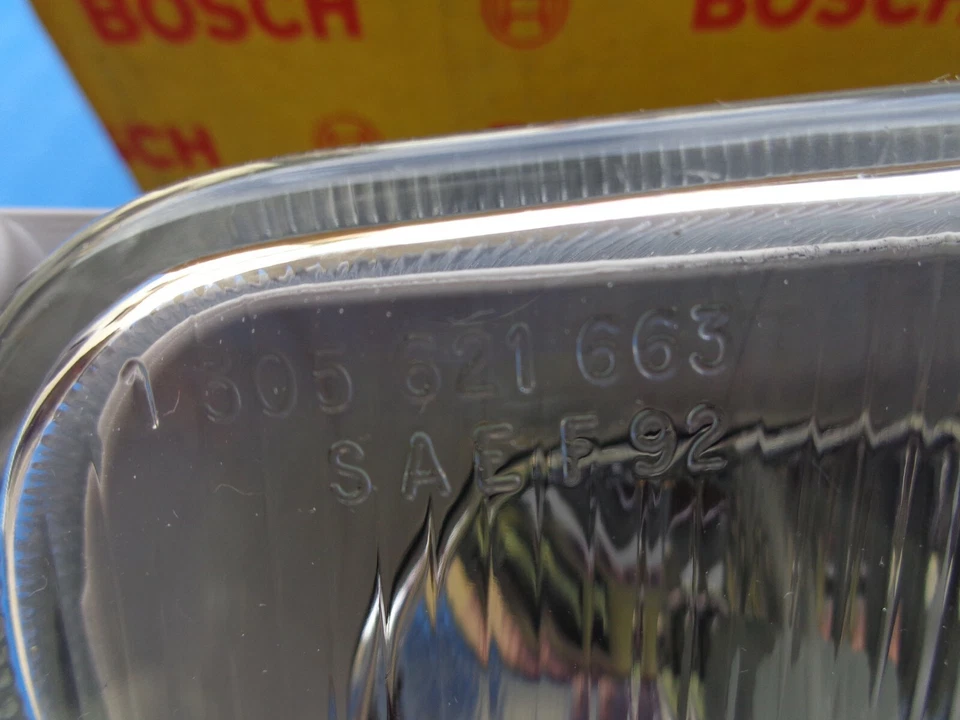 BOSCH BOSCH
BOSCH
1 305 621 663
SAE F 92